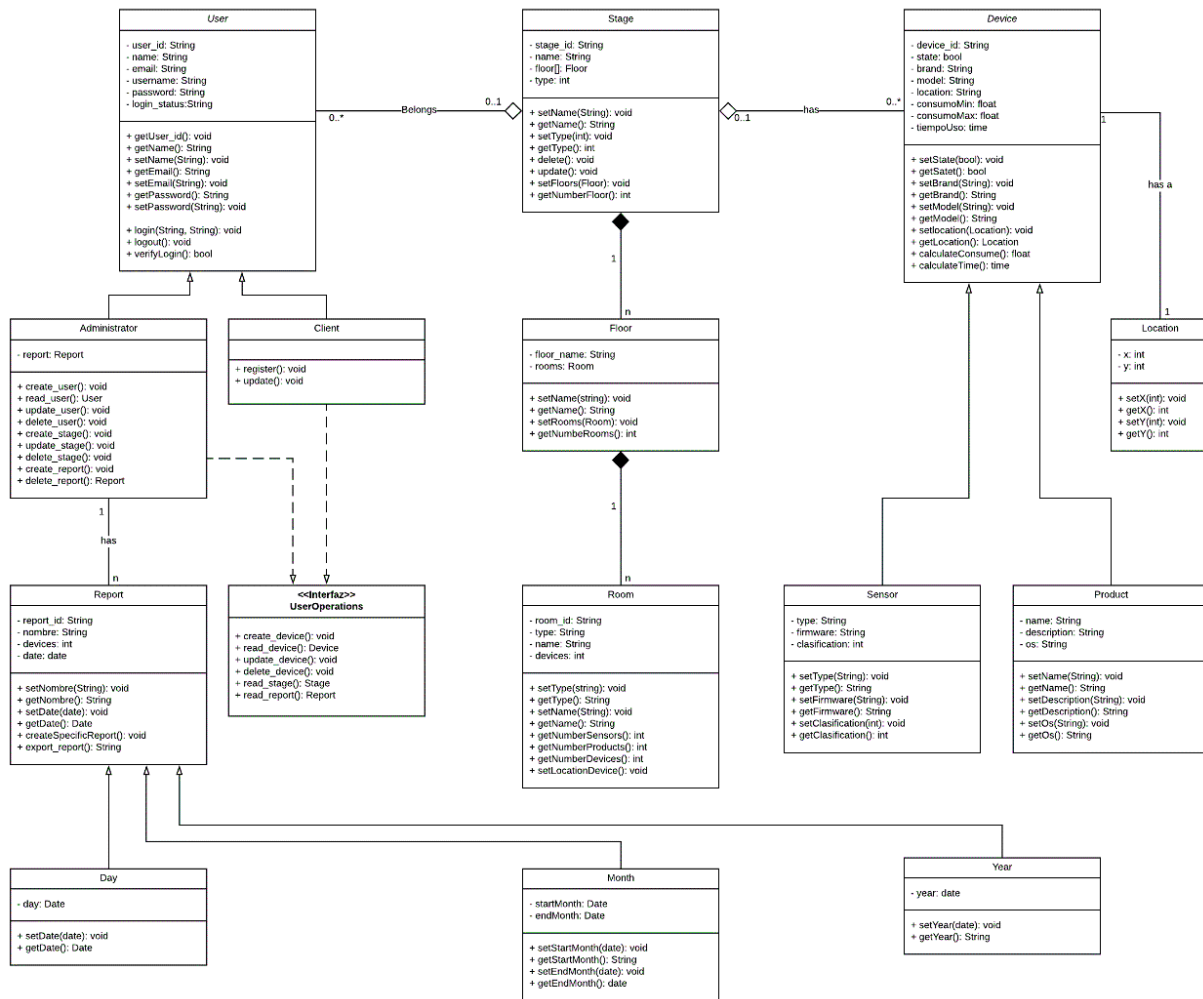 User
- user_id: String
- name: String
- email: String
- username: String
- password: String
- login_status:String
+ getUser_id(): void
+ getName(): String
+ setName(String): void
+ getEmail(): String
+ setEmail(String): void
+ getPassword(): String
+ setPassword(String): void
+ login(String, String): void
+ logout(): void
+ verifyLogin(): bool
0..*
Belongs
0..1
Stage
- stage_id: String
- name: String
- floor[]: Floor
- type: int
+ setName(String): void
+ getName(): String
+ setType(int): void
+ getType(): int
+ delete(): void
+ update(): void
+ setFloors(Floor): void
+ getNumberFloor(): int
0..1
has
0..*
Device
- device_id: String
- state: bool
- brand: String
- model: String
- location: String
- consumoMin: float
- consumoMax: float
- tiempoUso: time
+ setState(bool): void
+ getSatet(): bool
+ setBrand(String): void
+ getBrand(): String
+ setModel(String): void
+ getModel(): String
+ setlocation(Location): void
+ getLocation(): Location
+ calculateConsume(): float
+ calculateTime(): time
1
has a
1
Administrator
- report: Report
+ create_user(): void
+ read_user(): User
+ update_user(): void
+ delete_user(): void
+ create_stage(): void
+ update_stage(): void
+ delete_stage(): void
+ create_report(): void
+ delete_report(): Report
Client
+ register(): void
+ update(): void
1
n
Floor
- floor_name: String
- rooms: Room
+ setName(string): void
+ getName(): String
+ setRooms(Room): void
+ getNumbeRooms(): int
Location
- x: int
- y: int
+ setX(int): void
+ getX(): int
+ setY(int): void
+ getY(): int
1
has
n
1
n
Report
- report_id: String
- nombre: String
- devices: int
- date: date
+ setNombre(String): void
+ getNombre(): String
+ setDate(date): void
+ getDate(): Date
+ createSpecificReport(): void
+ export_report(): String
<<Interfaz>>
UserOperations
+ create_device(): void
+ read_device(): Device
+ update_device(): void
+ delete_device(): void
+ read_stage(): Stage
+ read_report(): Report
Room
- room_id: String
- type: String
- name: String
- devices: int
+ setType(string): void
+ getType(): String
+ setName(String): void
+ getName(): String
+ getNumberSensors(): int
+ getNumberProducts(): int
+ getNumberDevices(): int
+ setLocationDevice(): void
Sensor
- type: String
- firmware: String
- clasification: int
+ setType(String): void
+ getType(): String
+ setFirmware(String): void
+ getFirmware(): String
+ setClasification(int): void
+ getClasification(): int
Product
- name: String
- description: String
- os: String
+ setName(String): void
+ getName(): String
+ setDescription(String): void
+ getDescription(): String
+ setOs(String): void
+ getOs(): String
Day
- day: Date
+ setDate(date): void
+ getDate(): Date
Month
- startMonth: Date
- endMonth: Date
+ setStartMonth(date): void
+ getStartMonth(): String
+ setEndMonth(date): void
+ getEndMonth(): date
Year
- year: date
+ setYear(date): void
+ getYear(): String